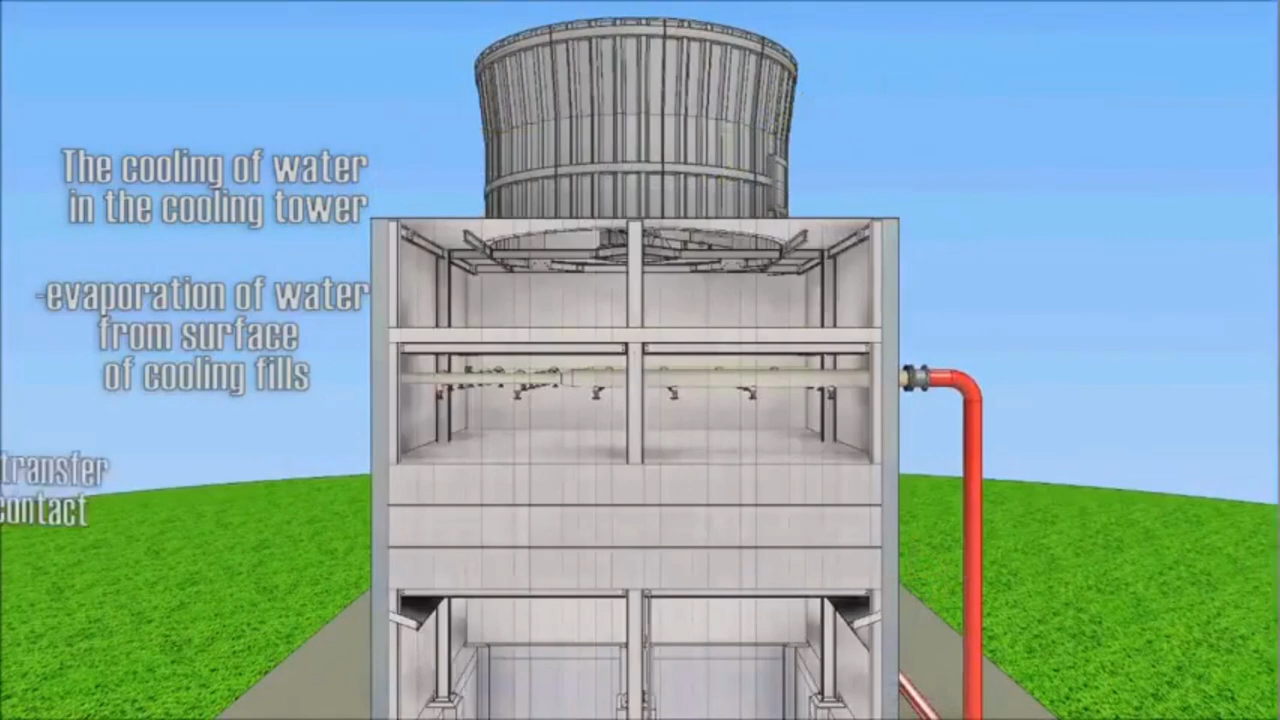 The cooling of water
in the cooling tower
-evaporation of water
from surface
of cooling fills
transfer
contact